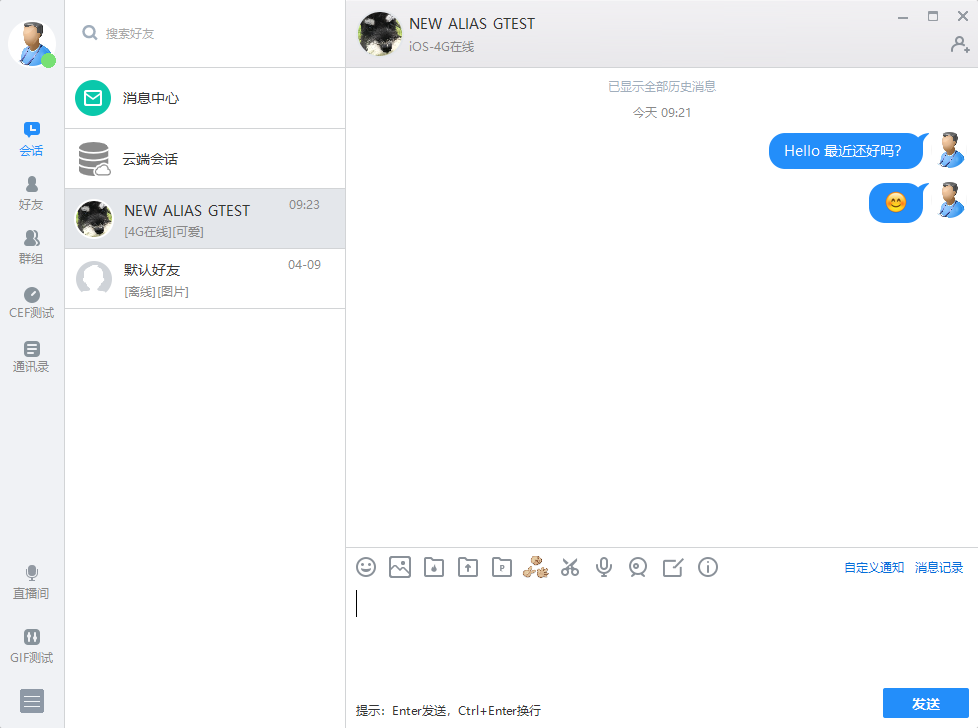 会话
好友
群组
CEF测试
通讯录
直播间
GIF测试
搜索好友
消息中心
云端会话
NEW ALIAS GTEST 09:23
[4G在线][可爱]
默认好友 04-09
[离线][图片]
NEW ALIAS GTEST
iOS-4G在线
已显示全部历史消息
今天 09:21
Hello 最近还好吗?
P
自定义通知 消息记录
提示：Enter发送，Ctrl+Enter换行
发送